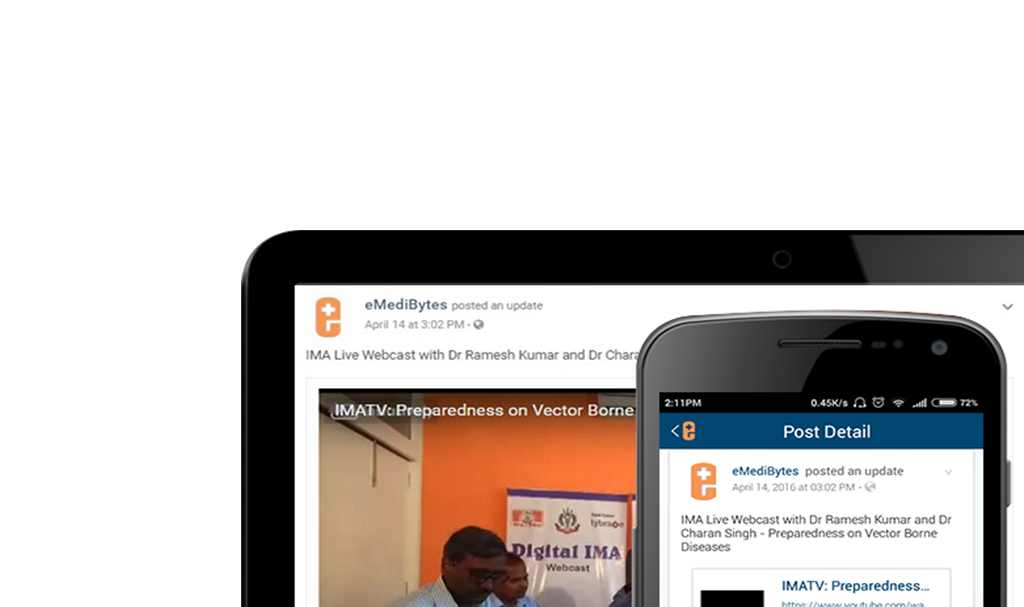 eMediBytes posted an update
April 14 at 3:02 PM -
IMA Live Webcast with Dr Ramesh Kumar and Dr Chara
IMATV: Preparedness on Vector Borne
Digital IMA
Webcast
2:11PM 0.45K/s 72%
Post Detail
eMediBytes posted an update
April 14, 2016 at 03:02 PM -
IMA Live Webcast with Dr Ramesh Kumar and Dr
Charan Singh - Preparedness on Vector Borne
Diseases
IMATV: Preparedness...
https://www.youtube.com/wa